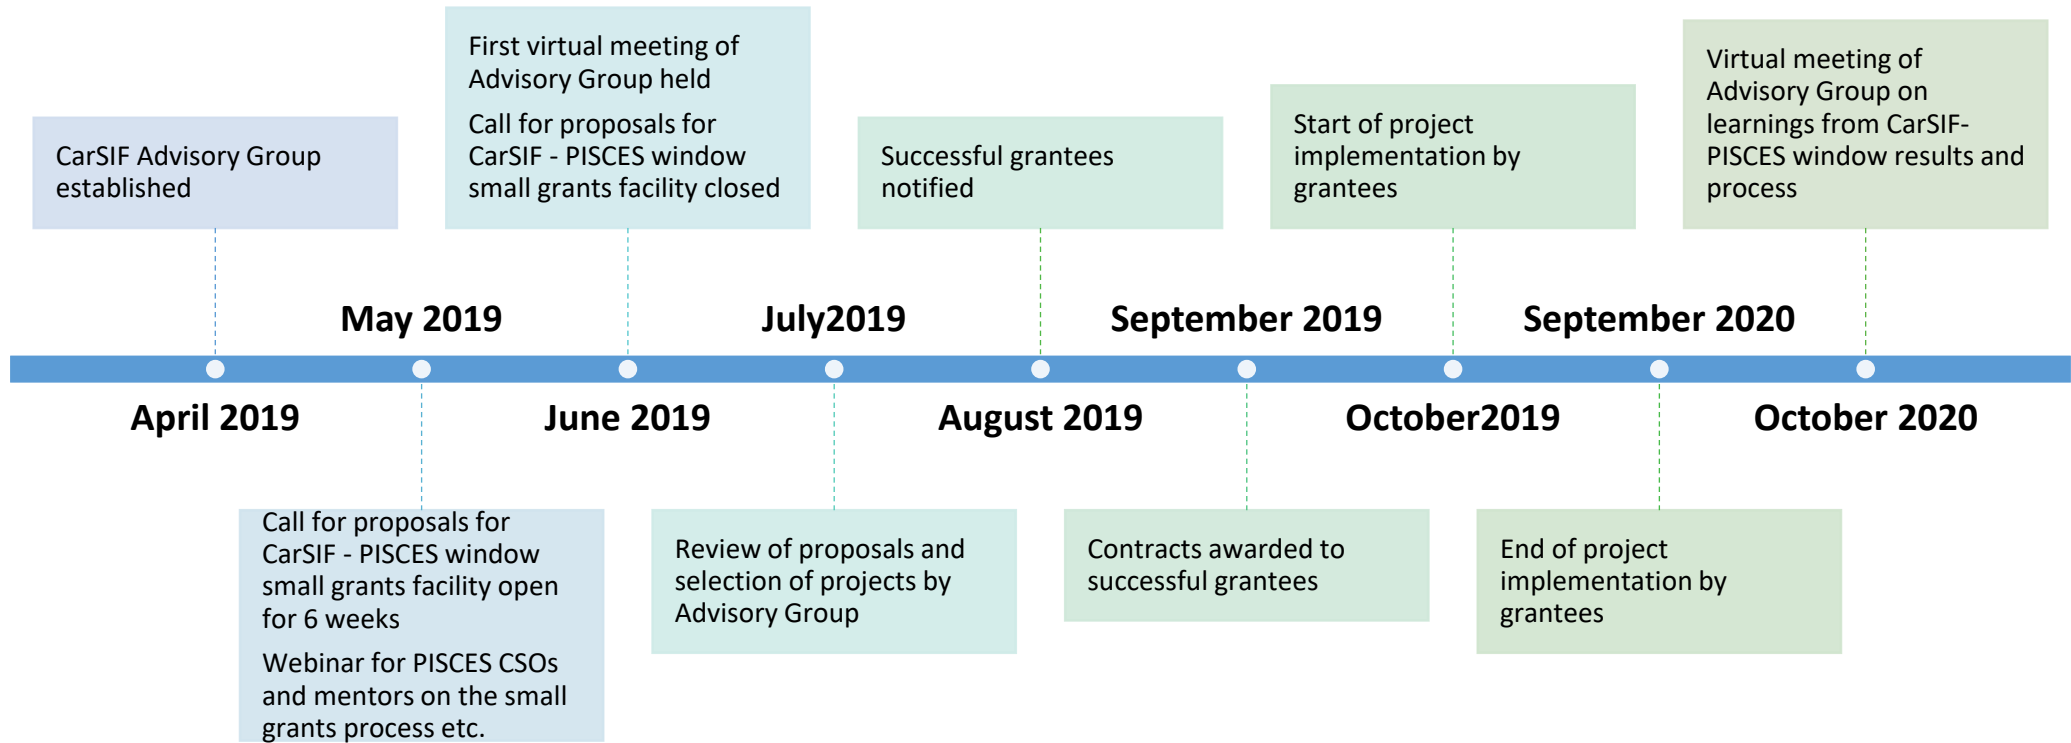 CarSIF Advisory Group
established
First virtual meeting of
Advisory Group held
Call for proposals for
CarSIF - PISCES window
small grants facility closed
Successful grantees
notified
Start of project
implementation by
grantees
Virtual meeting of
Advisory Group on
learnings from CarSIF-
PISCES window results and
process
May 2019
July2019
September 2019
September 2020
April 2019
June 2019
August 2019
October2019
October 2020
Call for proposals for
CarSIF - PISCES window
small grants facility open
for 6 weeks
Webinar for PISCES CSOs
and mentors on the small
grants process etc.
Review of proposals and
selection of projects by
Advisory Group
Contracts awarded to
successful grantees
End of project
implementation by
grantees